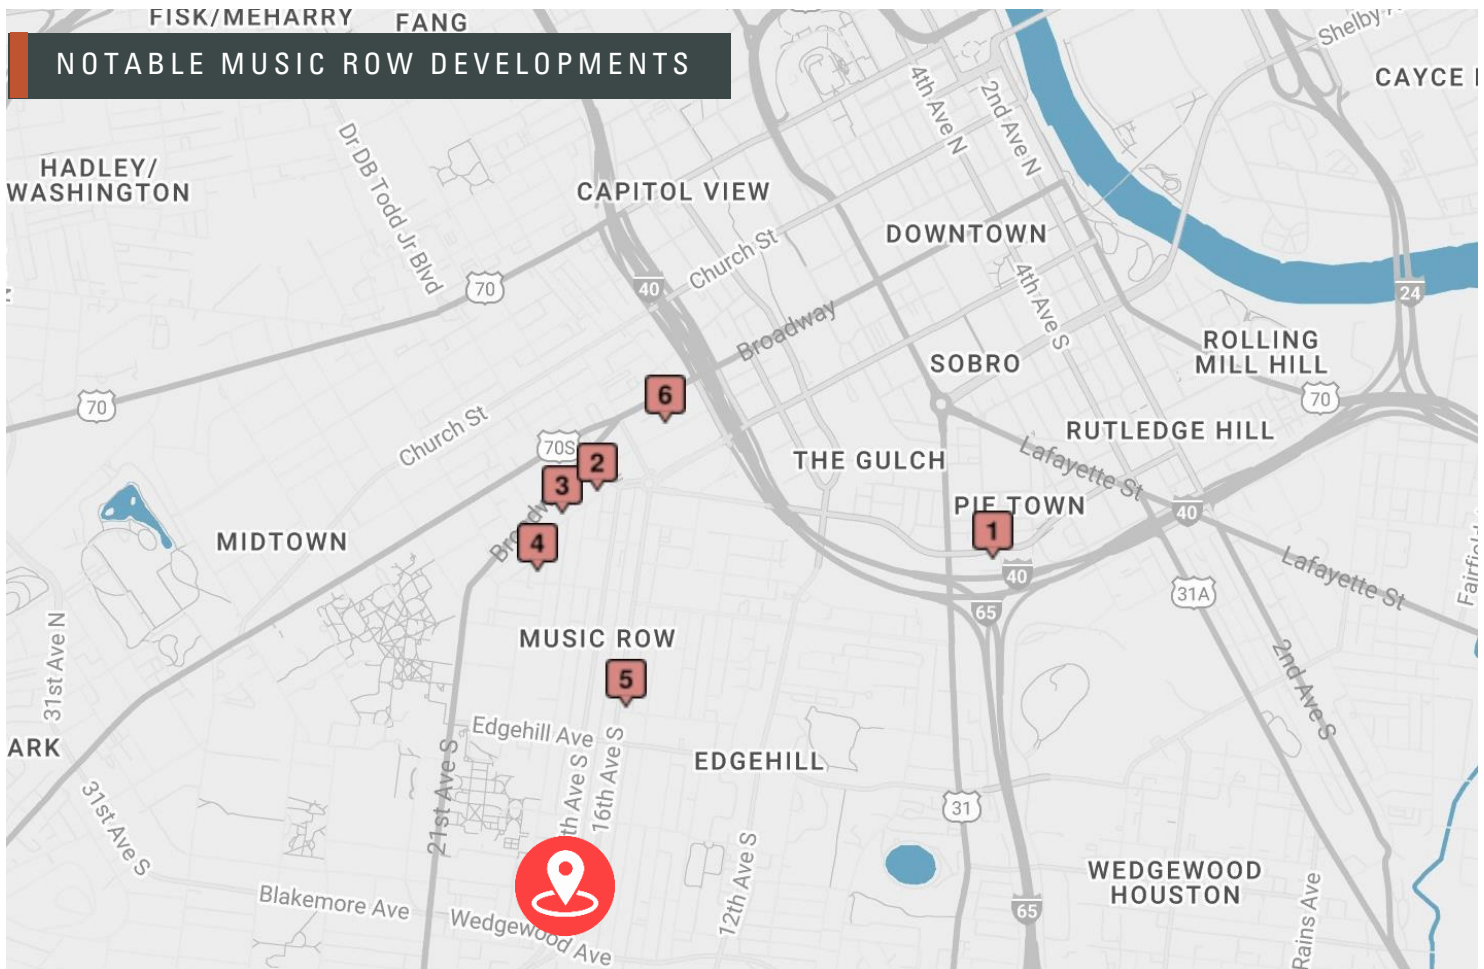 FISK/MEHARRY
FANG
NOTABLE MUSIC ROW DEVELOPMENTS
Shelby
CAYCE
4th Ave N
2nd Ave N
Dr DB Todd Jr Blvd
HADLEY/
WASHINGTON
CAPITOL VIEW
DOWNTOWN
Church St
70
40
24
4th Ave S
Broadway
ROLLING
MILL HILL
SOBRO
6
70
70
Church St
RUTLEDGE HILL
70S
2
THE GULCH
Lafayette St
3
PIE TOWN
40
1
MIDTOWN
4
40
Lafayette St
31A
65
31st Ave N
MUSIC ROW
5
2nd Ave S
Edgehill Ave
ARK
EDGEHILL
21st Ave S
th Ave S
16th Ave S
31
31st Ave S
12th Ave S
WEDGEWOOD
HOUSTON
Blakemore Ave
Wedgewood Ave
65
Rains Ave